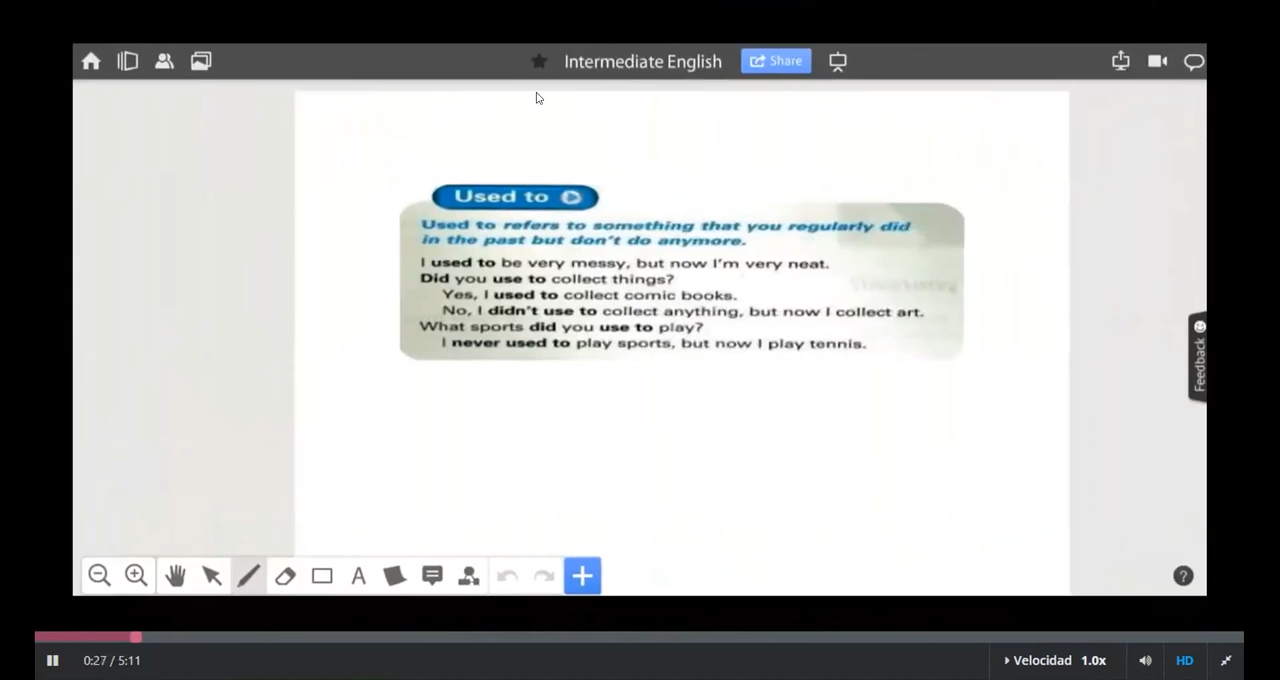 Intermediate English
Share
Used to
Used to refers to something that you regularly did
in the past but don't do anymore.
I used to be very messy, but now I'm very neat.
Did you use to collect things?
Yes, I used to collect comic books.
No, I didn't use to collect anything, but now I collect art.
What sports did you use to play?
I never used to play sports, but now I play tennis.
Feedback
A
?
0:27 / 5:11
Velocidad 1.0x
HD